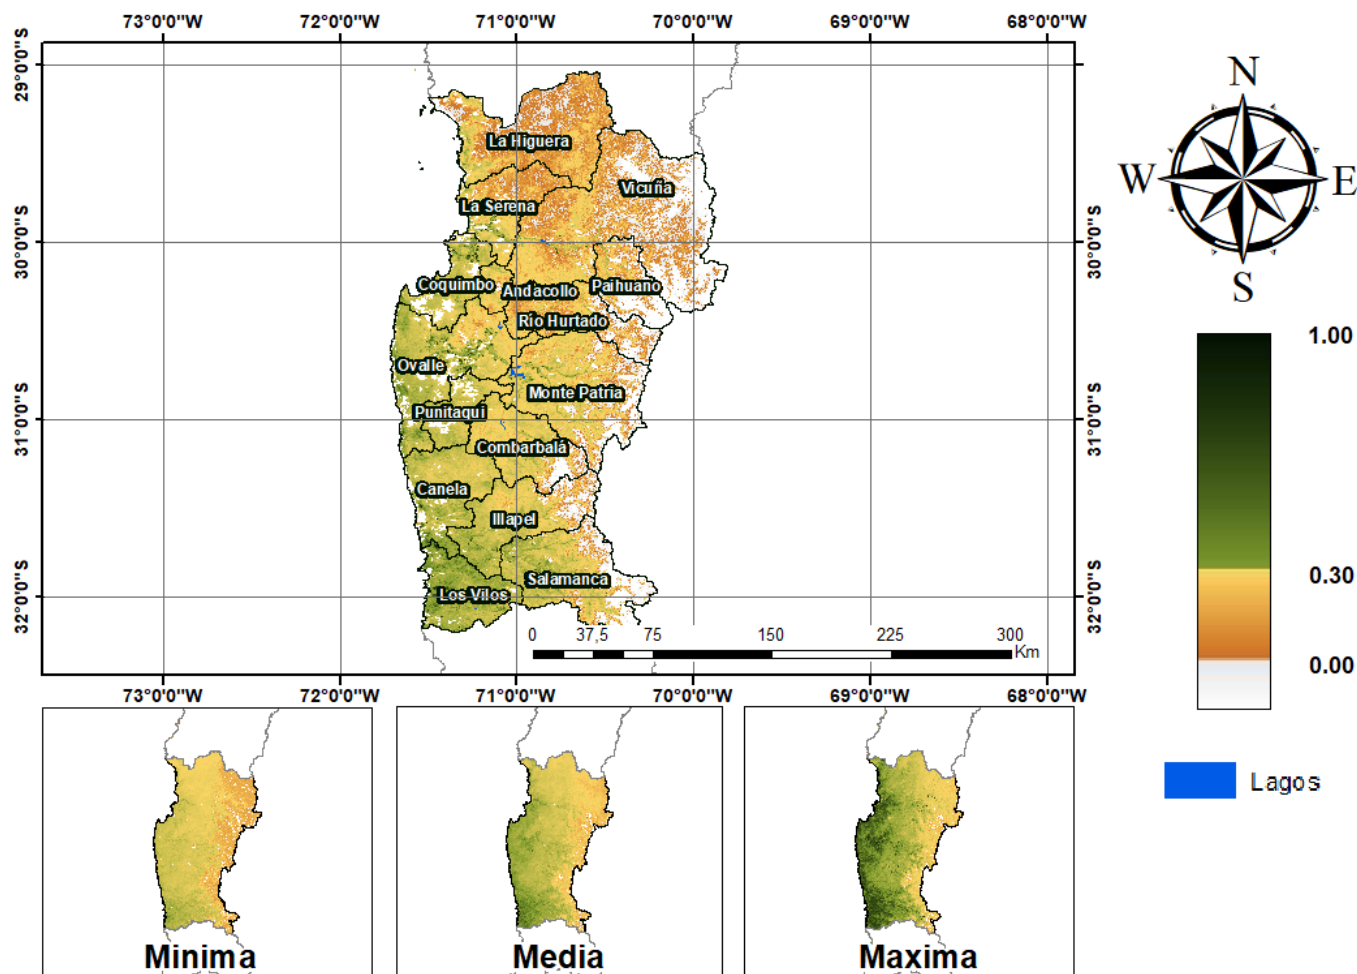 73°0'0"W 72°0'0"W 71°0'0"W 70°0'0"W 69°0'0"W 68°0'0"W
29°0'0"S
30°0'0"S
31°0'0"S
32°0'0"S
La Higuera
Vicuña
La Serena
Coquimbo
Andacollo
Paihuano
Río Hurtado
Ovalle
Monte Patria
Punitaqui
Combarbalá
Canela
Illapel
Salamanca
Los Vilos
0 37,5 75 150 225 300
Km
30°0'0"S
31°0'0"S
32°0'0"S
73°0'0"W 72°0'0"W 71°0'0"W 70°0'0"W 69°0'0"W 68°0'0"W
N
W E
S
1.00
0.30
0.00
Lagos
Minima
Media
Maxima